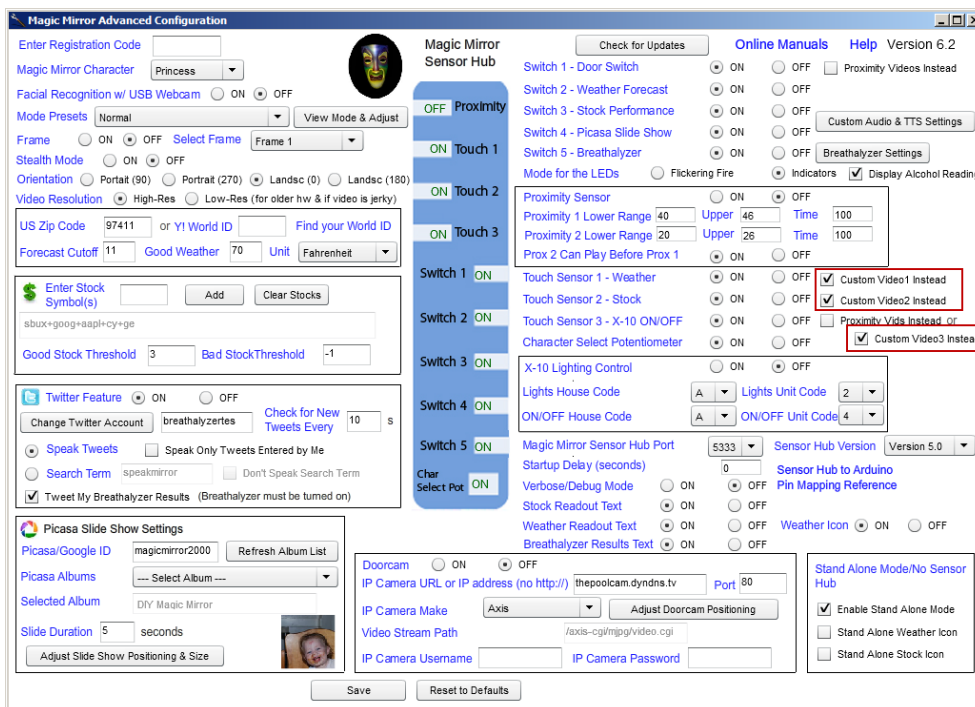 Magic Mirror Advanced Configuration
Enter Registration Code
Magic Mirror Character Princess
Facial Recognition w/ USB Webcam ON OFF
Mode Presets Normal View Mode & Adjust
Frame ON OFF Select Frame Frame 1
Stealth Mode ON OFF
Orientation Portait (90) Portrait (270) Landsc (0) Landsc (180)
Video Resolution High-Res Low-Res (for older hw & if video is jerky)
US Zip Code 97411 or Y! World ID Find your World ID
Forecast Cutoff 11 Good Weather 70 Unit Fahrenheit
$ Enter Stock
Symbol(s) Add Clear Stocks
sbux+goog+aapl+cy+ge
Good Stock Threshold 3 Bad StockThreshold -1
Twitter Feature ON OFF
Change Twitter Account breathalyzertes Check for New
Tweets Every 10 s
Speak Tweets Speak Only Tweets Entered by Me
Search Term speakmirror Don't Speak Search Term
Tweet My Breathalyzer Results (Breathalyzer must be turned on)
Picasa Slide Show Settings
Picasa/Google ID magicmirror2000 Refresh Album List
Picasa Albums --- Select Album ---
Selected Album DIY Magic Mirror
Slide Duration 5 seconds
Adjust Slide Show Positioning & Size
Magic Mirror
Sensor Hub
OFF Proximity
ON Touch 1
ON Touch 2
ON Touch 3
Switch 1 ON
Switch 2 ON
Switch 3 ON
Switch 4 ON
Switch 5 ON
Char
Select Pot ON
Check for Updates Online Manuals Help Version 6.2
Switch 1 - Door Switch ON OFF Proximity Videos Instead
Switch 2 - Weather Forecast ON OFF
Switch 3 - Stock Performance ON OFF Custom Audio & TTS Settings
Switch 4 - Picasa Slide Show ON OFF
Switch 5 - Breathalyzer ON OFF Breathalyzer Settings
Mode for the LEDs Flickering Fire Indicators Display Alcohol Reading
Proximity Sensor ON OFF
Proximity 1 Lower Range 40 Upper 46 Time 100
Proximity 2 Lower Range 20 Upper 26 Time 100
Prox 2 Can Play Before Prox 1 ON OFF
Touch Sensor 1 - Weather ON OFF Custom Video1 Instead
Touch Sensor 2 - Stock ON OFF Custom Video2 Instead
Touch Sensor 3 - X-10 ON/OFF ON OFF Proximity Vids Instead or
Character Select Potentiometer ON OFF Custom Video3 Instea
X-10 Lighting Control ON OFF
Lights House Code A Lights Unit Code 2
ON/OFF House Code A ON/OFF Unit Code 4
Magic Mirror Sensor Hub Port 5333 Sensor Hub Version Version 5.0
Startup Delay (seconds) 0 Sensor Hub to Arduino
Verbose/Debug Mode ON OFF Pin Mapping Reference
Stock Readout Text ON OFF
Weather Readout Text ON OFF Weather Icon ON OFF
Breathalyzer Results Text ON OFF
Doorcam ON OFF
IP Camera URL or IP address (no http://) thepoolcam.dyndns.tv Port 80
IP Camera Make Axis Adjust Doorcam Positioning
Video Stream Path /axis-cgi/mjpg/video.cgi
IP Camera Username IP Camera Password
Stand Alone Mode/No Sensor
Hub
Enable Stand Alone Mode
Stand Alone Weather Icon
Stand Alone Stock Icon
Save Reset to Defaults